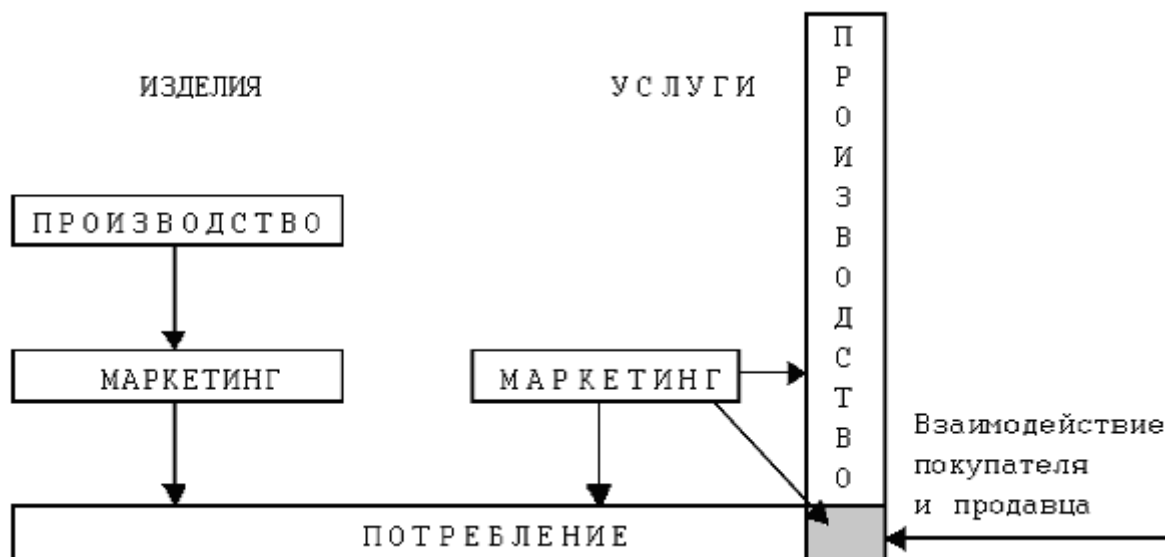 ИЗДЕЛИЯ
УСЛУГИ
ПРОИЗВОДСТВО
ПРОИЗВОДСТВО
МАРКЕТИНГ
МАРКЕТИНГ
Взаимодействие
покупателя
и продавца
ПОТРЕБЛЕНИЕ